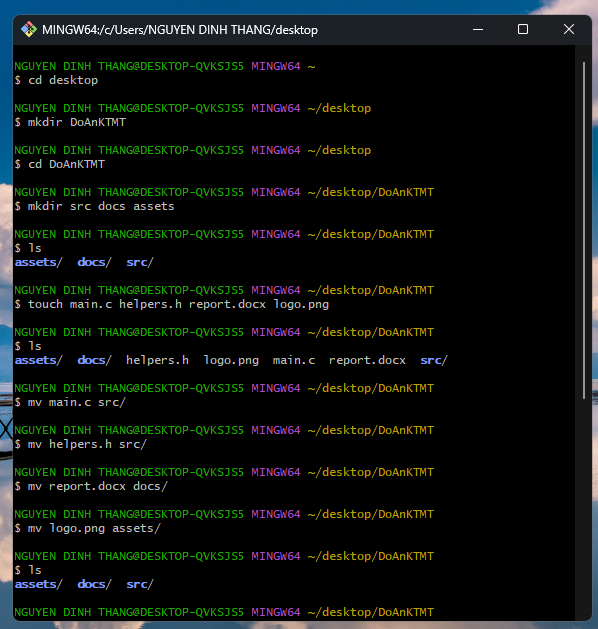 MINGW64:/c/Users/NGUYEN DINH THANG/desktop
NGUYEN DINH THANG@DESKTOP-QVKSJS5 MINGW64 ~
$ cd desktop
NGUYEN DINH THANG@DESKTOP-QVKSJS5 MINGW64 ~/desktop
$ mkdir DoAnKTMT
NGUYEN DINH THANG@DESKTOP-QVKSJS5 MINGW64 ~/desktop
$ cd DoAnKTMT
NGUYEN DINH THANG@DESKTOP-QVKSJS5 MINGW64 ~/desktop/DoAnKTMT
$ mkdir src docs assets
NGUYEN DINH THANG@DESKTOP-QVKSJS5 MINGW64 ~/desktop/DoAnKTMT
$ ls
assets/ docs/ src/
NGUYEN DINH THANG@DESKTOP-QVKSJS5 MINGW64 ~/desktop/DoAnKTMT
$ touch main.c helpers.h report.docx logo.png
NGUYEN DINH THANG@DESKTOP-QVKSJS5 MINGW64 ~/desktop/DoAnKTMT
$ ls
assets/ docs/ helpers.h logo.png main.c report.docx src/
NGUYEN DINH THANG@DESKTOP-QVKSJS5 MINGW64 ~/desktop/DoAnKTMT
$ mv main.c src/
NGUYEN DINH THANG@DESKTOP-QVKSJS5 MINGW64 ~/desktop/DoAnKTMT
$ mv helpers.h src/
NGUYEN DINH THANG@DESKTOP-QVKSJS5 MINGW64 ~/desktop/DoAnKTMT
$ mv report.docx docs/
NGUYEN DINH THANG@DESKTOP-QVKSJS5 MINGW64 ~/desktop/DoAnKTMT
$ mv logo.png assets/
NGUYEN DINH THANG@DESKTOP-QVKSJS5 MINGW64 ~/desktop/DoAnKTMT
$ ls
assets/ docs/ src/
NGUYEN DINH THANG@DESKTOP-QVKSJS5 MINGW64 ~/desktop/DoAnKTMT